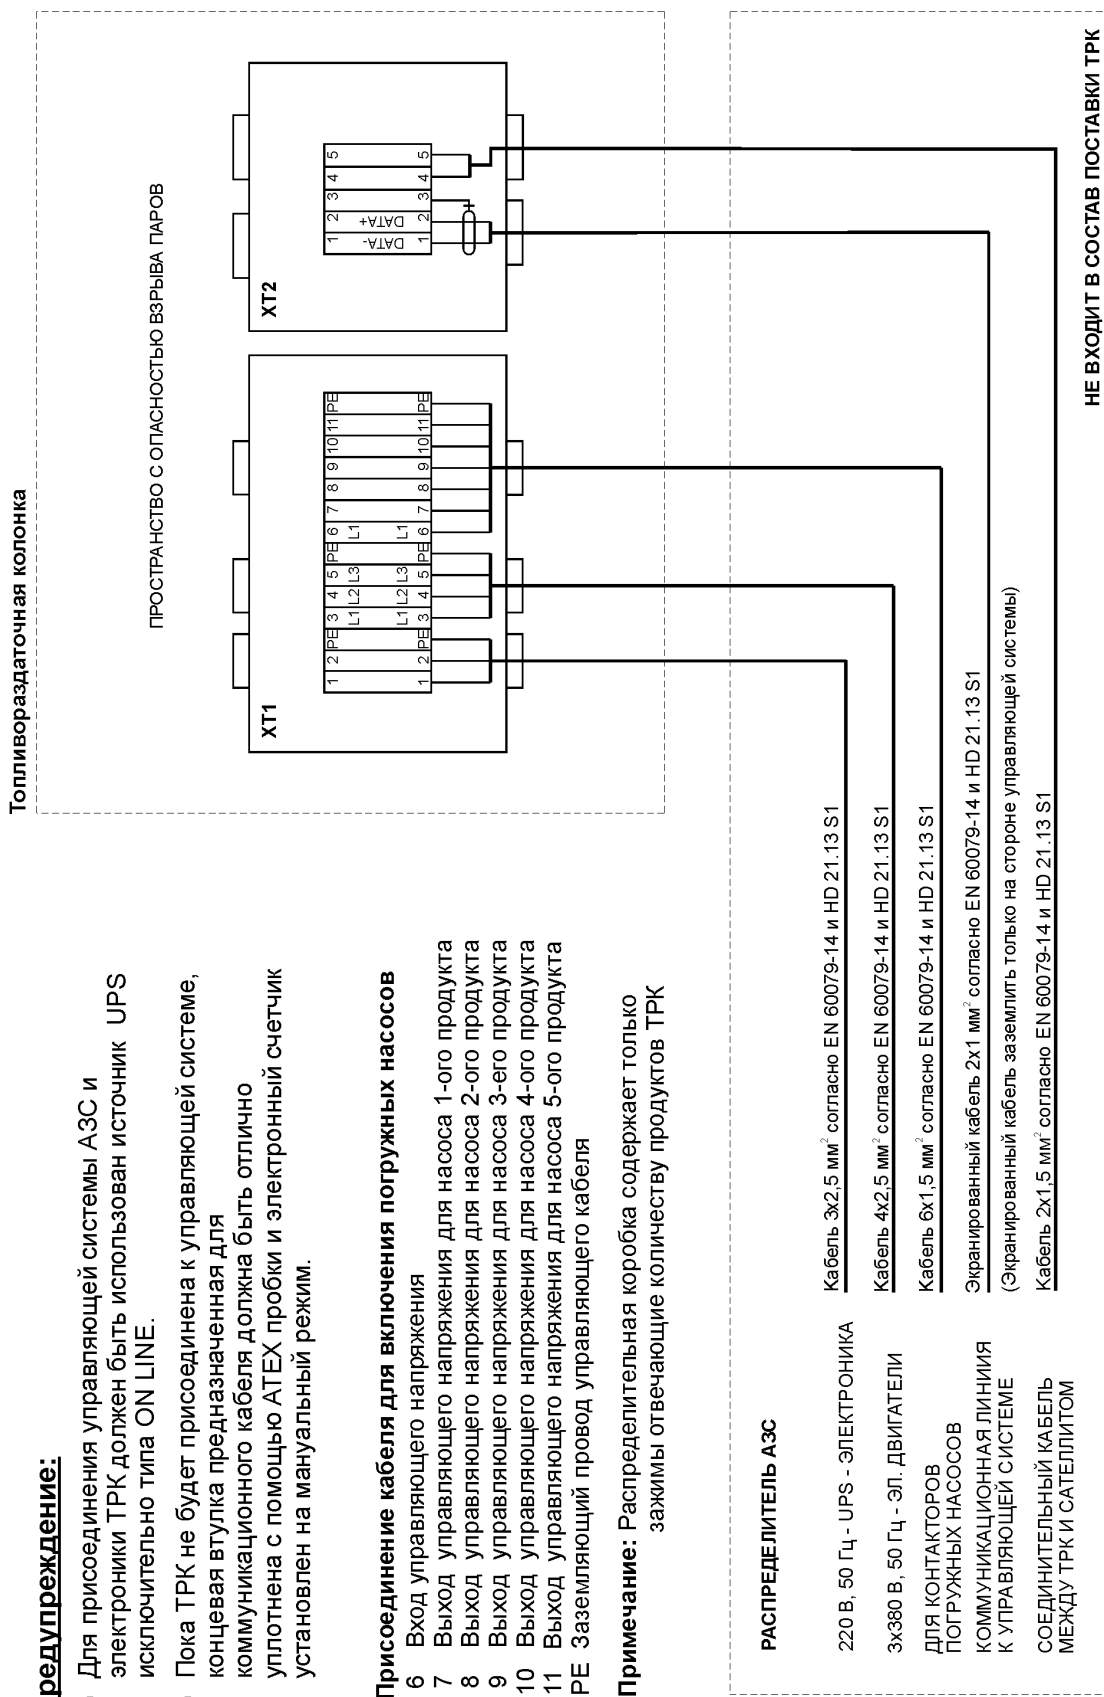 Топливораздаточная колонка
ПРОСТРАНСТВО С ОПАСНОСТЬЮ ВЗРЫВА ПАРОВ
XT1
1 2 PE 3 4 5 PE 6 7 8 9 10 11 PE
L1 L2 L3 L1
L1 L2 L3 L1
1 2 PE 3 4 5 PE 6 7 8 9 10 11 PE
XT2
1 2 3 4 5
DATA- DATA+
1 2 3 4 5
редупреждение:
Для присоединения управляющей системы АЗС и
электроники ТРК должен быть использован источник UPS
исключительно типа ON LINE.
Пока ТРК не будет присоединена к управляющей системе,
концевая втулка предназначенная для
коммуникационного кабеля должна быть отлично
уплотнена с помощью ATEX пробки и электронный счетчик
установлен на мануальный режим.
Присоединение кабеля для включения погружных насосов
6 Вход управляющего напряжения
7 Выход управляющего напряжения для насоса 1-ого продукта
8 Выход управляющего напряжения для насоса 2-ого продукта
9 Выход управляющего напряжения для насоса 3-его продукта
10 Выход управляющего напряжения для насоса 4-ого продукта
11 Выход управляющего напряжения для насоса 5-ого продукта
PE Заземляющий провод управляющего кабеля
Примечание: Распределительная коробка содержает только
зажимы отвечающие количеству продуктов ТРК
РАСПРЕДЕЛИТЕЛЬ АЗС
220 В, 50 Гц - UPS - ЭЛЕКТРОНИКА
Кабель 3x2,5 мм² согласно EN 60079-14 и HD 21.13 S1
3x380 В, 50 Гц - ЭЛ. ДВИГАТЕЛИ
Кабель 4x2,5 мм² согласно EN 60079-14 и HD 21.13 S1
ДЛЯ КОНТАКТОРОВ
ПОГРУЖНЫХ НАСОСОВ
Кабель 6x1,5 мм² согласно EN 60079-14 и HD 21.13 S1
КОММУНИКАЦИОННАЯ ЛИНИИЯ
К УПРАВЛЯЮЩЕЙ СИСТЕМЕ
Экранированный кабель 2x1 мм² согласно EN 60079-14 и HD 21.13 S1
(Экранированный кабель заземлить только на стороне управляющей системы)
СОЕДИНИТЕЛЬНЫЙ КАБЕЛЬ
МЕЖДУ ТРК И САТЕЛЛИТОМ
Кабель 2x1,5 мм² согласно EN 60079-14 и HD 21.13 S1
НЕ ВХОДИТ В СОСТАВ ПОСТАВКИ ТРК